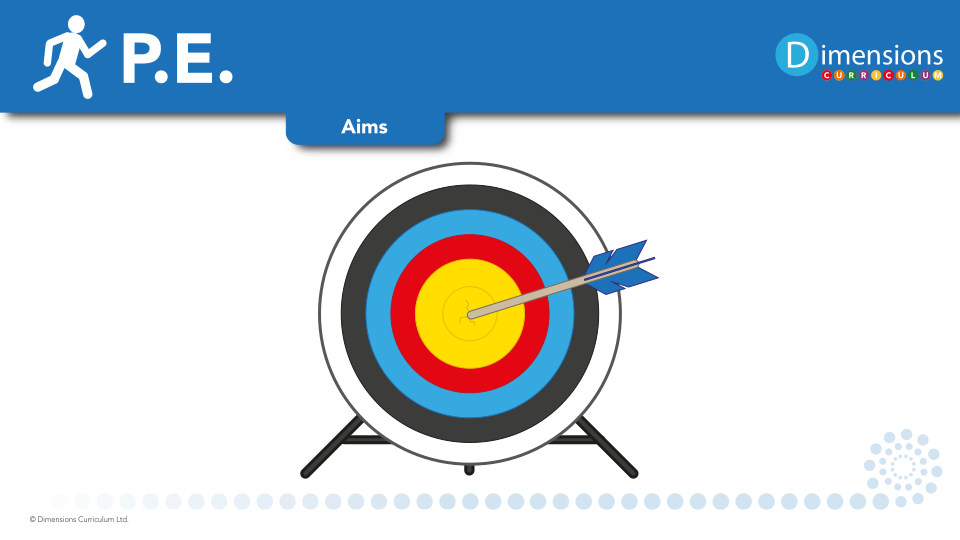 P.E.
Dimensions
CURRICULUM
Aims
© Dimensions Curriculum Ltd.